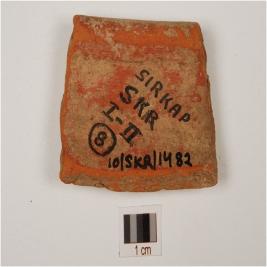 SIRKAP
SKR
I-II
8
10/SKR/1482
1 cm